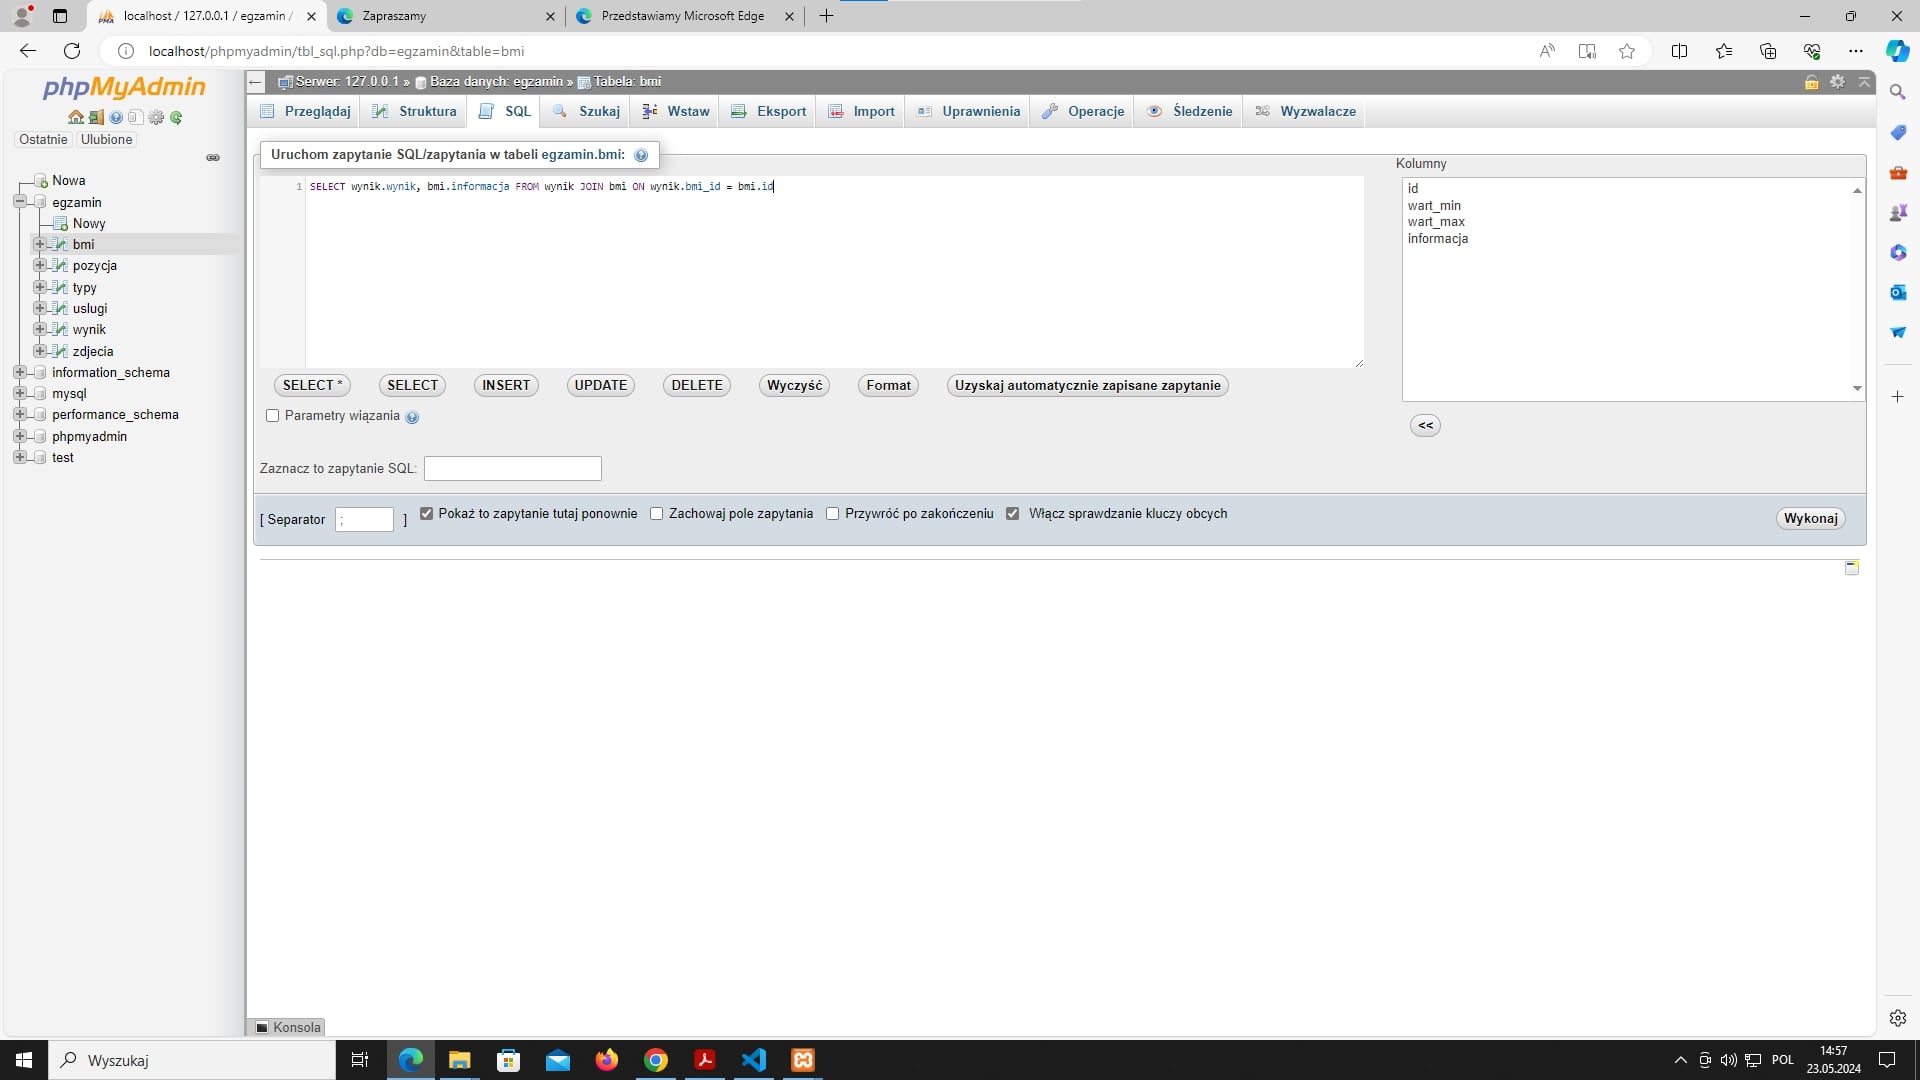 localhost / 127.0.0.1 / egzamin /
Zapraszamy
Przedstawiamy Microsoft Edge
localhost/phpmyadmin/tbl_sql.php?db=egzamin&table=bmi
phpMyAdmin
Ostatnie
Ulubione
Nowa
egzamin
Nowy
bmi
pozycja
typy
uslugi
wynik
zdjecia
information_schema
mysql
performance_schema
phpmyadmin
test
Serwer: 127.0.0.1 » Baza danych: egzamin » Tabela: bmi
Przeglądaj
Struktura
SQL
Szukaj
Wstaw
Eksport
Import
Uprawnienia
Operacje
Śledzenie
Wyzwalacze
Uruchom zapytanie SQL/zapytania w tabeli egzamin.bmi:
1 SELECT wynik.wynik, bmi.informacja FROM wynik JOIN bmi ON wynik.bmi_id = bmi.id
Kolumny
id
wart_min
wart_max
informacja
<<
SELECT * SELECT INSERT UPDATE DELETE Wyczyść Format Uzyskaj automatycznie zapisane zapytanie
Parametry wiązania
Zaznacz to zapytanie SQL:
[ Separator ; ] Pokaż to zapytanie tutaj ponownie Zachowaj pole zapytania Przywróć po zakończeniu Włącz sprawdzanie kluczy obcych
Wykonaj
Konsola
Wyszukaj
POL
14:57
23.05.2024